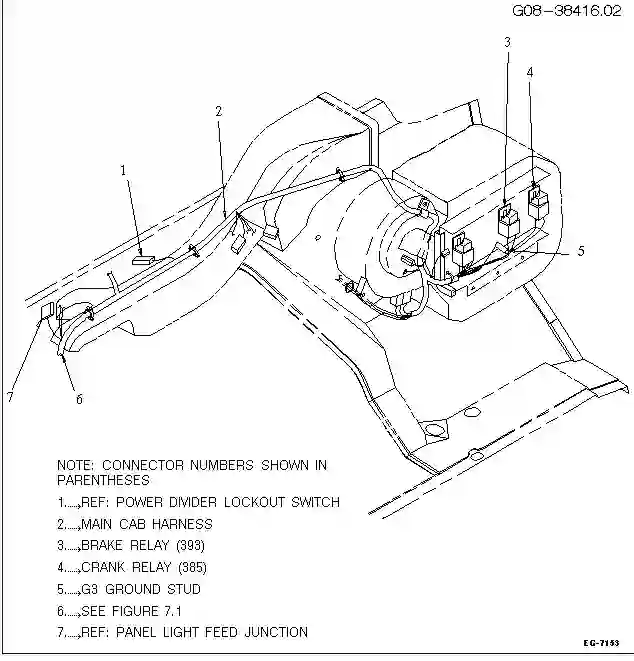 G08-38416.02
3
4
2
1
5
7
6
NOTE: CONNECTOR NUMBERS SHOWN IN
PARENTHESES
1.....→REF: POWER DIVIDER LOCKOUT SWITCH
2.....→MAIN CAB HARNESS
3.....→BRAKE RELAY (393)
4.....→CRANK RELAY (385)
5.....→G3 GROUND STUD
6.....→SEE FIGURE 7.1
7.....→REF: PANEL LIGHT FEED JUNCTION
EG-7153